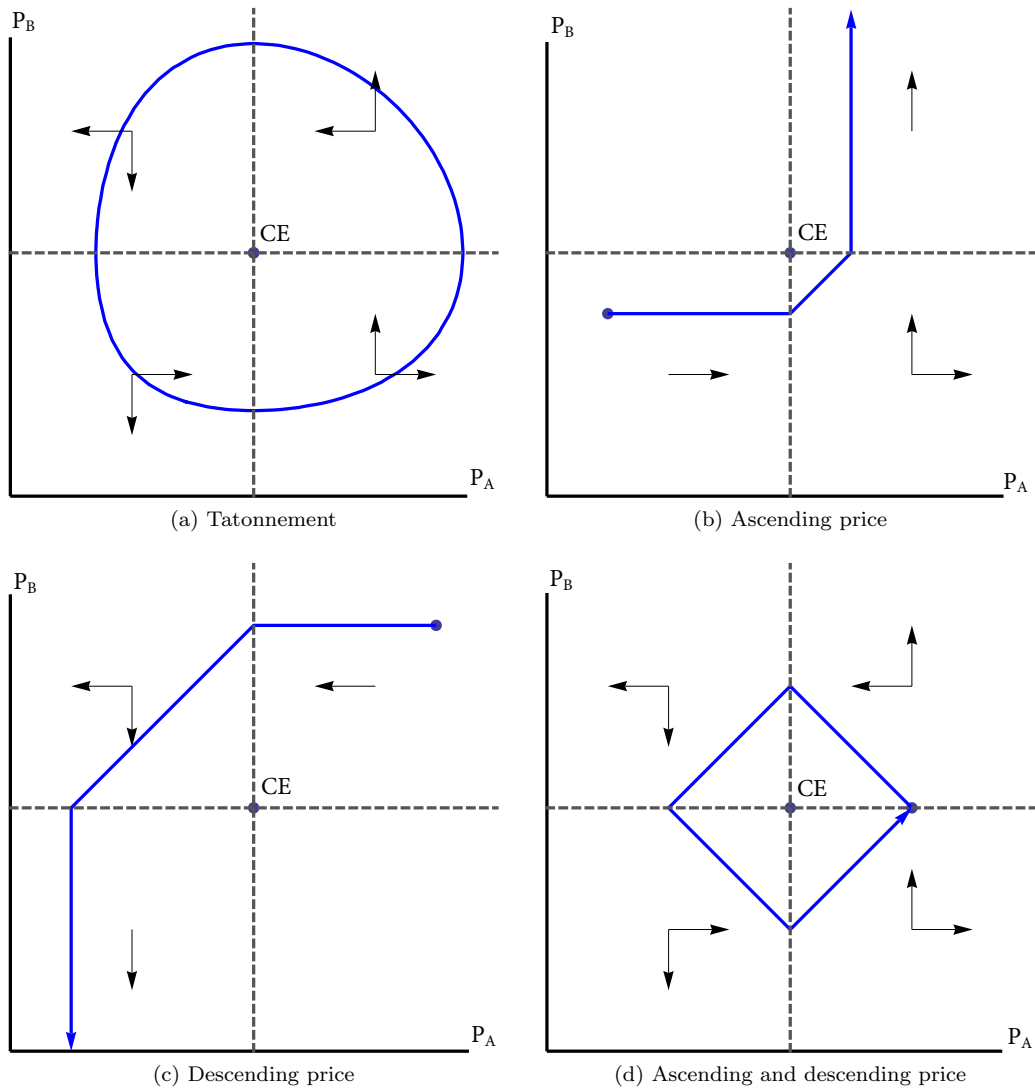 P_B
CE
P_A
(a) Tatonnement
P_B
CE
P_A
(b) Ascending price
P_B
CE
P_A
(c) Descending price
P_B
CE
P_A
(d) Ascending and descending price